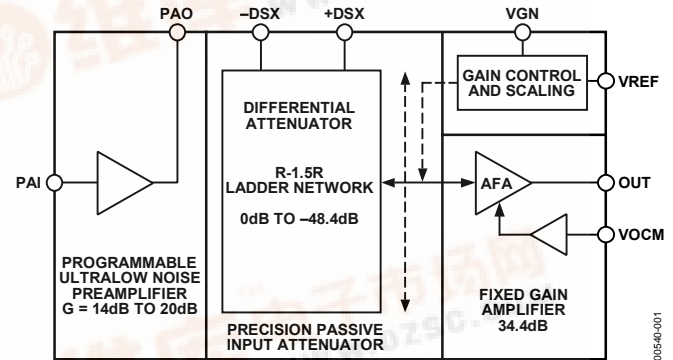 PAO
–DSX
+DSX
VGN
GAIN CONTROL
AND SCALING
VREF
DIFFERENTIAL
ATTENUATOR
R-1.5R
LADDER NETWORK
0dB TO –48.4dB
PAI
AFA
OUT
VOCM
PROGRAMMABLE
ULTRALOW NOISE
PREAMPLIFIER
G = 14dB TO 20dB
FIXED GAIN
AMPLIFIER
34.4dB
PRECISION PASSIVE
INPUT ATTENUATOR
00540-001